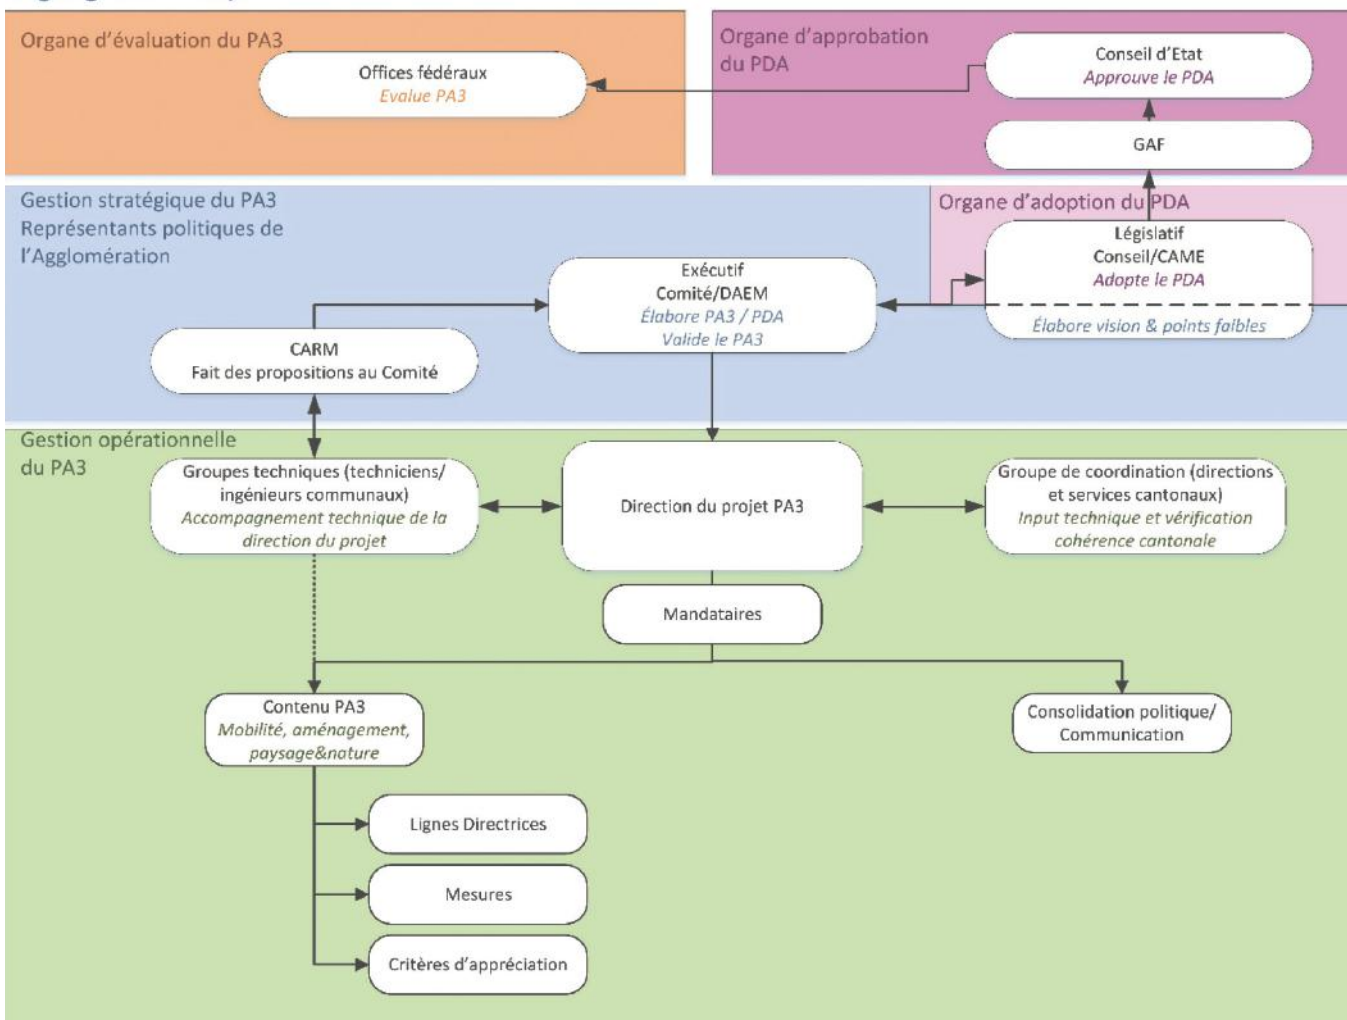 Organe d'évaluation du PA3
Offices fédéraux
Evalue PA3
Organe d'approbation
du PDA
Conseil d'Etat
Approuve le PDA
GAF
Gestion stratégique du PA3
Représentants politiques de
l'Agglomération
Organe d'adoption du PDA
Législatif
Conseil/CAME
Adopte le PDA
Élabore vision & points faibles
Exécutif
Comité/DAEM
Élabore PA3 / PDA
Valide le PA3
CARM
Fait des propositions au Comité
Gestion opérationnelle
du PA3
Groupes techniques (techniciens/
ingénieurs communaux)
Accompagnement technique de la
direction du projet
Direction du projet PA3
Groupe de coordination (directions
et services cantonaux)
Input technique et vérification
cohérence cantonale
Mandataires
Contenu PA3
Mobilité, aménagement,
paysage&nature
Consolidation politique/
Communication
Lignes Directrices
Mesures
Critères d'appréciation